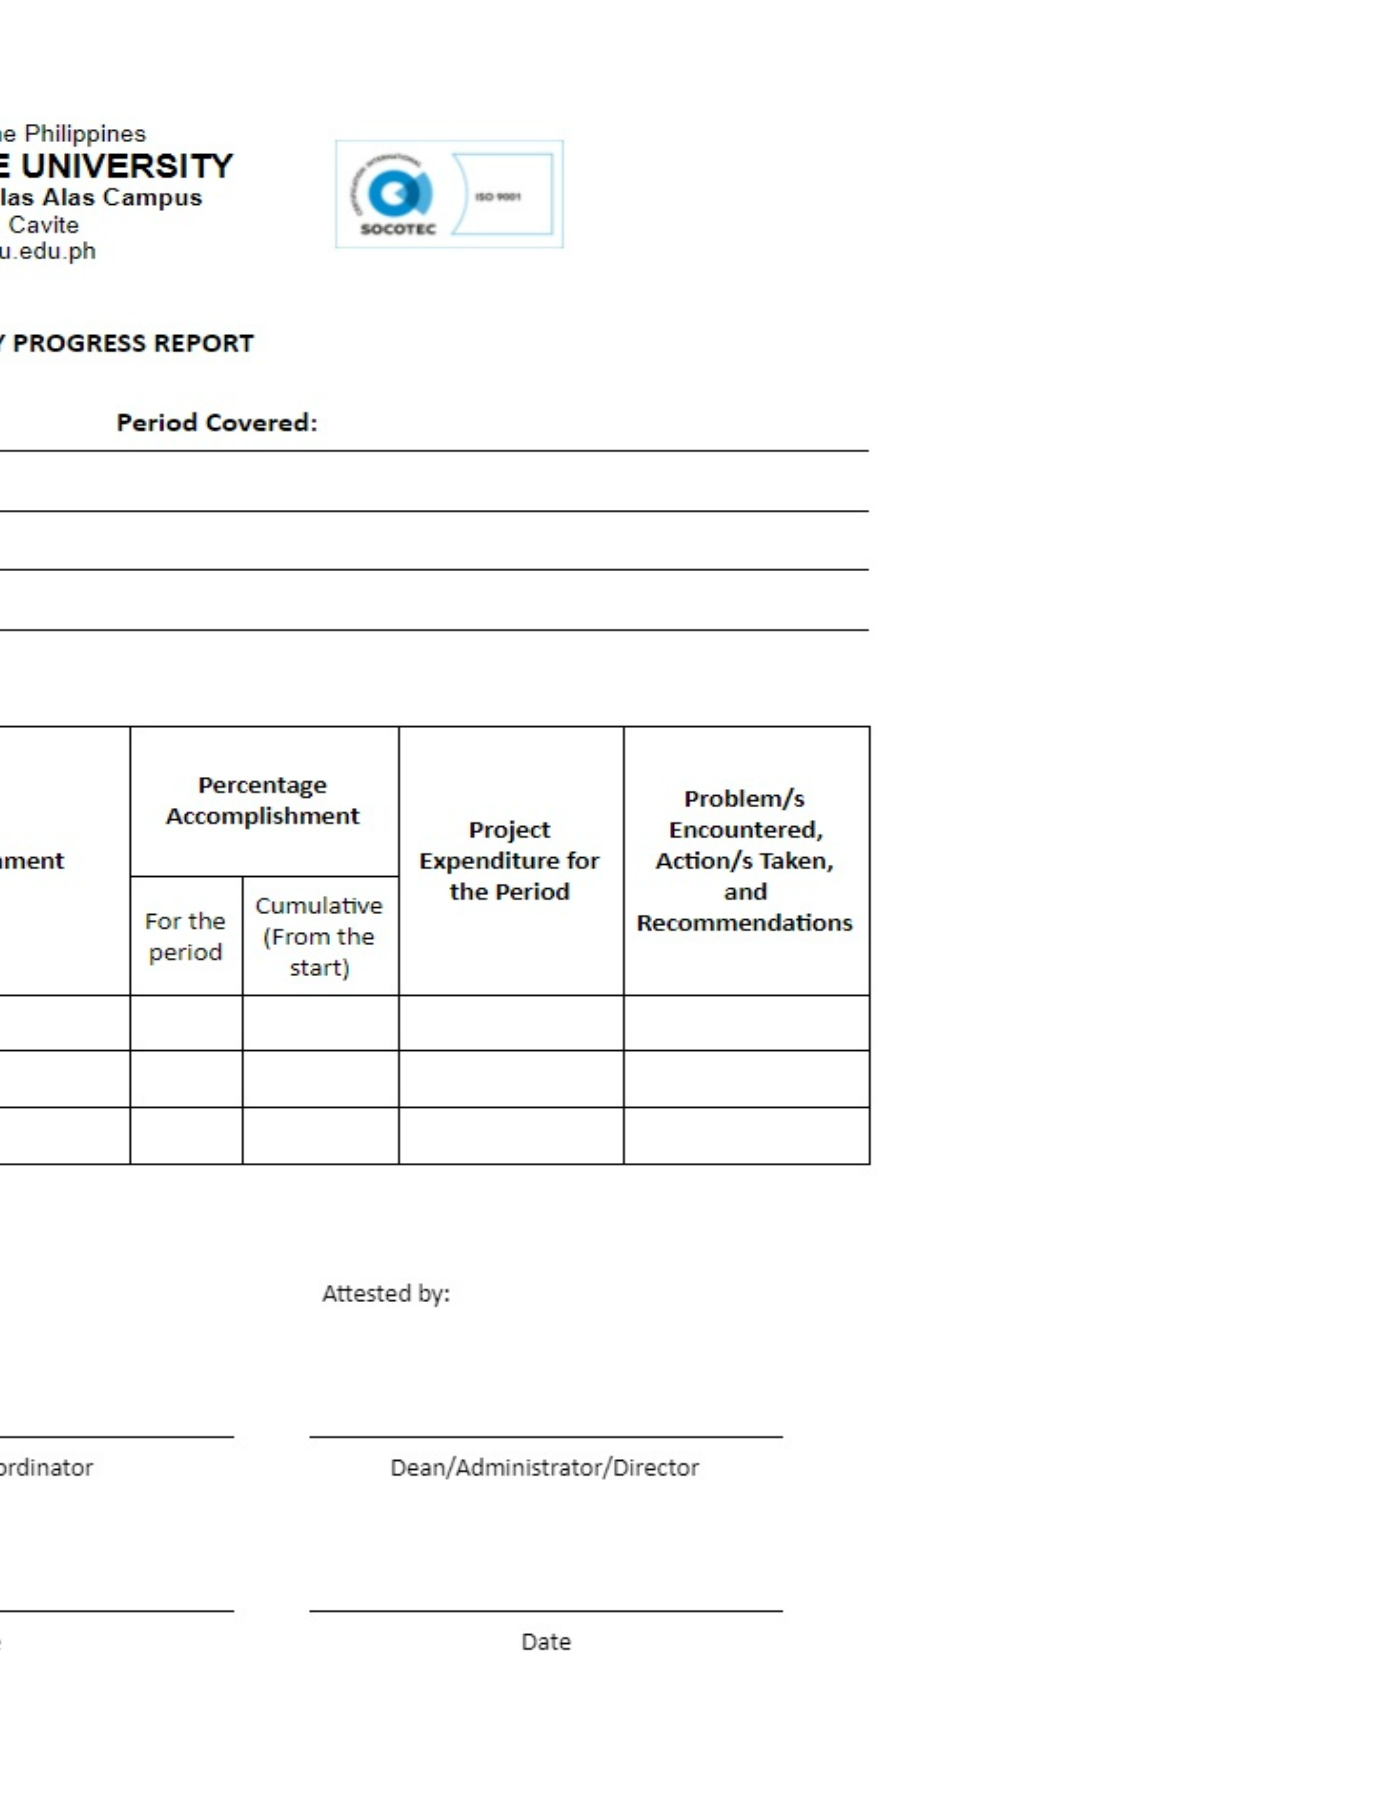 ne Philippines
E UNIVERSITY
las Alas Campus
Cavite
u.edu.ph
CERTIFICATION INTERNATIONAL
SOCOTEC
ISO 9001
Y PROGRESS REPORT
Period Covered:
ment
Percentage
Accomplishment
For the
period
Cumulative
(From the
start)
Project
Expenditure for
the Period
Problem/s
Encountered,
Action/s Taken,
and
Recommendations
Attested by:
ordinator
Dean/Administrator/Director
Date